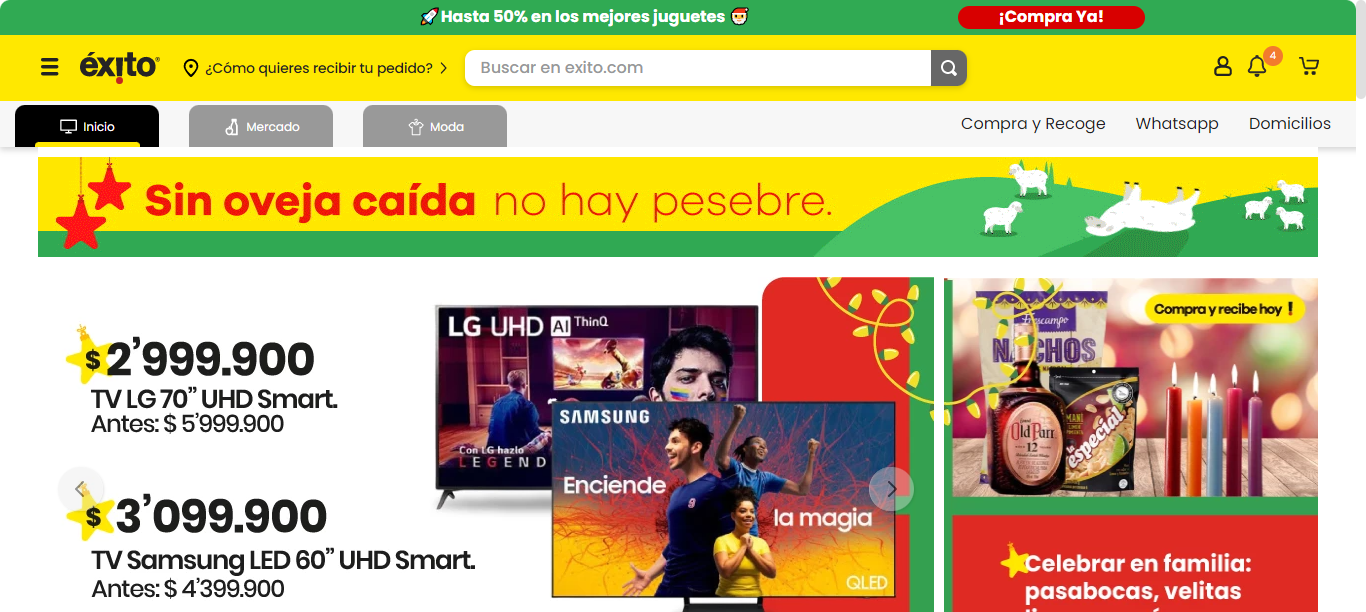 🚀Hasta 50% en los mejores juguetes 🎅
¡Compra Ya!
éxito
¿Cómo quieres recibir tu pedido?
Buscar en exito.com
4
Inicio
Mercado
Moda
Compra y Recoge
Whatsapp
Domicilios
Sin oveja caída no hay pesebre.
$ 2’999.900
TV LG 70” UHD Smart.
Antes: $ 5’999.900
$ 3’099.900
TV Samsung LED 60” UHD Smart.
Antes: $ 4’399.900
LG UHD AI ThinQ
Con LG hazlo
LEGEND
SAMSUNG
Enciende
la magia
QLED
Compra y recibe hoy !
Frescampo
NACHOS
Old Parr
12
la especial
Celebrar en familia:
pasabocas, velitas